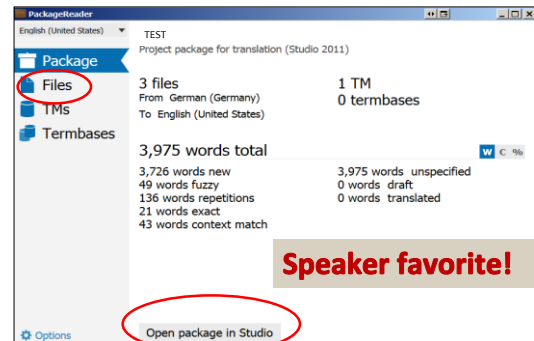 PackageReader
English (United States)
Package
Files
TMs
Termbases
TEST
Project package for translation (Studio 2011)
3 files
From German (Germany)
To English (United States)
1 TM
0 termbases
3,975 words total
W C %
3,726 words new
49 words fuzzy
136 words repetitions
21 words exact
43 words context match
3,975 words unspecified
0 words draft
0 words translated
Speaker favorite!
Options
Open package in Studio